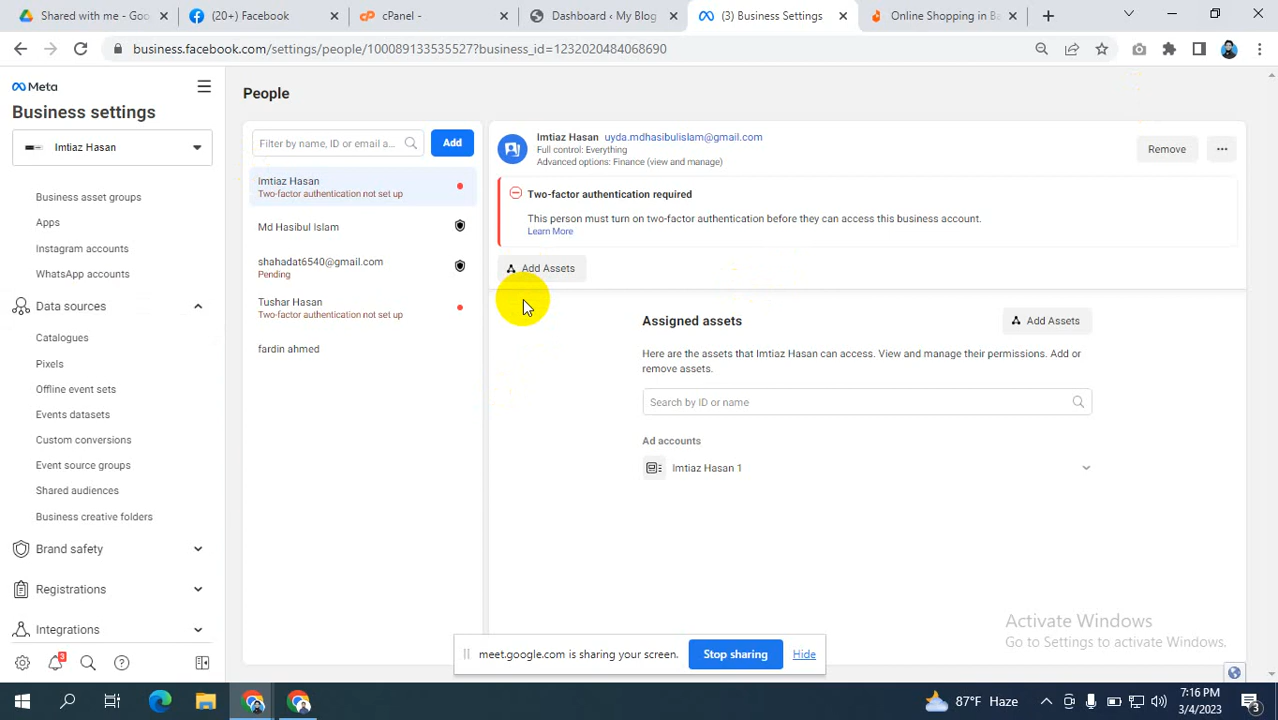 Shared with me - Goo
(20+) Facebook
cPanel -
Dashboard ‹ My Blog
(3) Business Settings
Online Shopping in Ba
business.facebook.com/settings/people/100089133535527?business_id=1232020484068690
Meta
Business settings
Imtiaz Hasan
Business asset groups
Apps
Instagram accounts
WhatsApp accounts
Data sources
Catalogues
Pixels
Offline event sets
Events datasets
Custom conversions
Event source groups
Shared audiences
Business creative folders
Brand safety
Registrations
Integrations
3
People
Filter by name, ID or email a...
Add
Imtiaz Hasan
Two-factor authentication not set up
Md Hasibul Islam
shahadat6540@gmail.com
Pending
Tushar Hasan
Two-factor authentication not set up
fardin ahmed
Imtiaz Hasan uyda.mdhasibulislam@gmail.com
Full control: Everything
Advanced options: Finance (view and manage)
Remove
Two-factor authentication required
This person must turn on two-factor authentication before they can access this business account.
Learn More
Add Assets
Assigned assets
Add Assets
Here are the assets that Imtiaz Hasan can access. View and manage their permissions. Add or
remove assets.
Search by ID or name
Ad accounts
Imtiaz Hasan 1
Activate Windows
Go to Settings to activate Windows.
meet.google.com is sharing your screen.
Stop sharing
Hide
87°F Haze
7:16 PM
3/4/2023
3